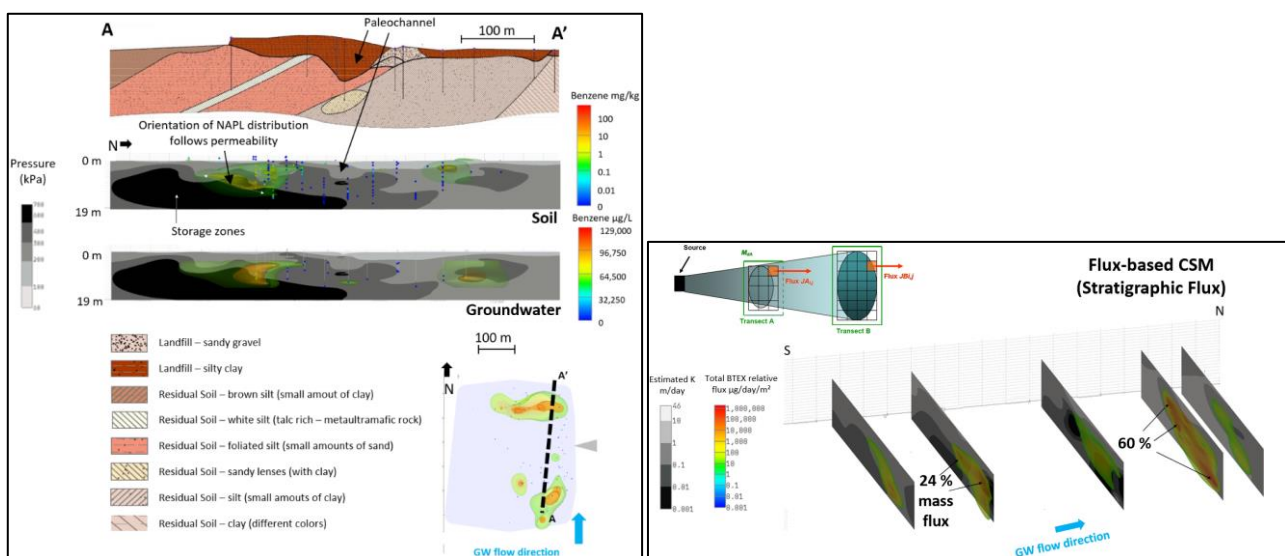 A
Paleochannel
A'
100 m
Benzene mg/kg
100
10
1
0.1
0.01
0
Orientation of NAPL distribution
follows permeability
N
Pressure
(kPa)
0 m
19 m
Storage zones
Soil
Benzene µg/L
129,000
96,750
64,500
32,250
0
0 m
19 m
Groundwater
Landfill – sandy gravel
Landfill – silty clay
Residual Soil – brown silt (small amout of clay)
Residual Soil – white silt (talc rich – metaultramafic rock)
Residual Soil – foliated silt (small amounts of sand)
Residual Soil – sandy lenses (with clay)
Residual Soil – silt (small amouts of clay)
Residual Soil – clay (different colors)
100 m
N
A'
A
GW flow direction
Source
Transect A
Transect B
Flux-based CSM
(Stratigraphic Flux)
S
N
Estimated K
m/day
46
10
1
0.1
0.01
0.001
Total BTEX relative
flux µg/day/m²
1,000,000
100,000
10,000
1,000
100
10
1
0.1
0.01
0.001
24 %
mass
flux
60 %
GW flow direction